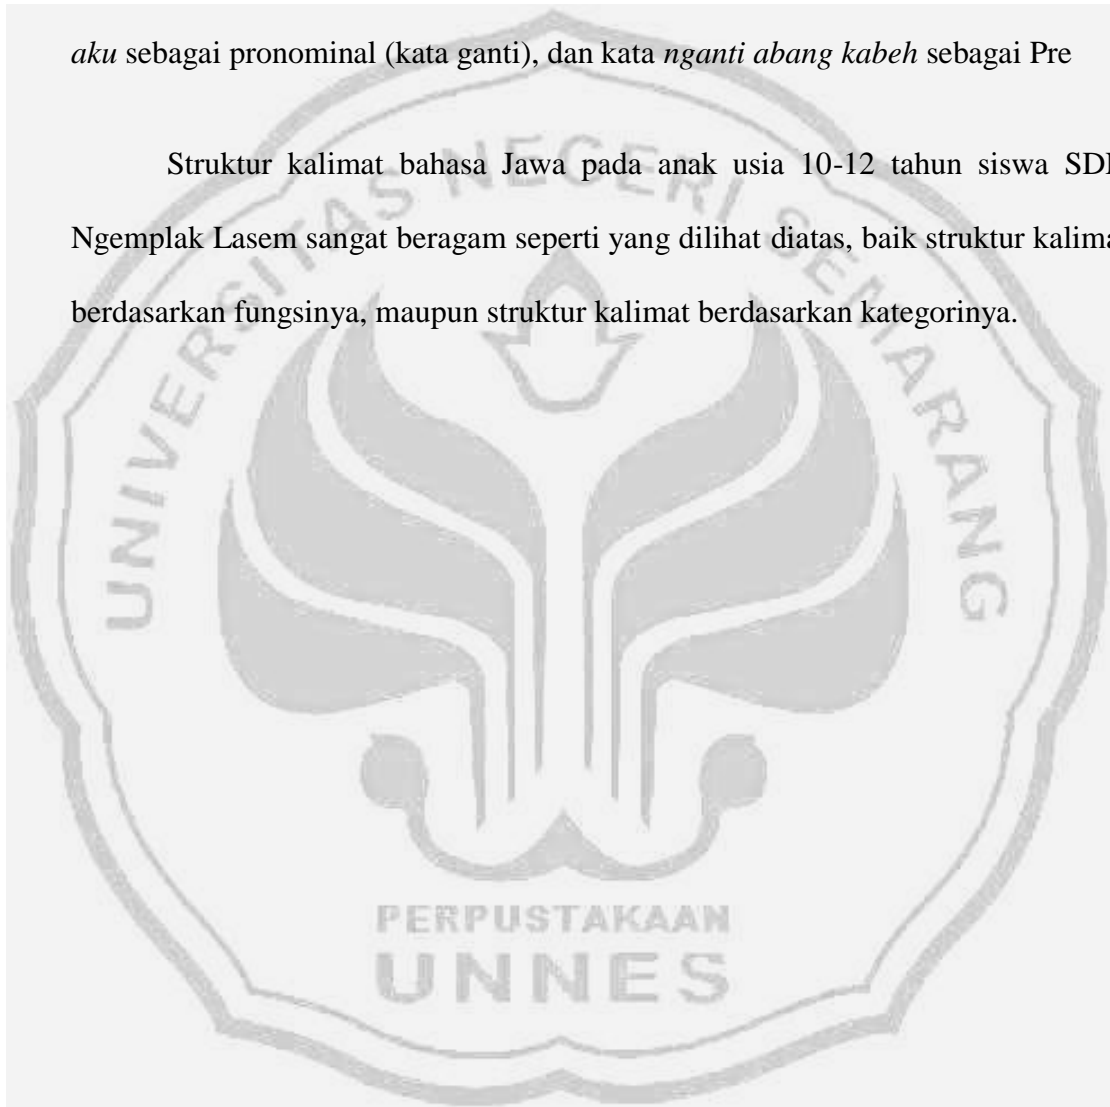 aku sebagai pronominal (kata ganti), dan kata nganti abang kabeh sebagai Pre
Struktur kalimat bahasa Jawa pada anak usia 10-12 tahun siswa
Ngemplak Lasem sangat beragam seperti yang dilihat diatas, baik struktur
berdasarkan fungsinya, maupun struktur kalimat berdasarkan kategorinya.
UNIVERSITAS NEGERI SEMARANG
PERPUSTAKAAN
UNNES